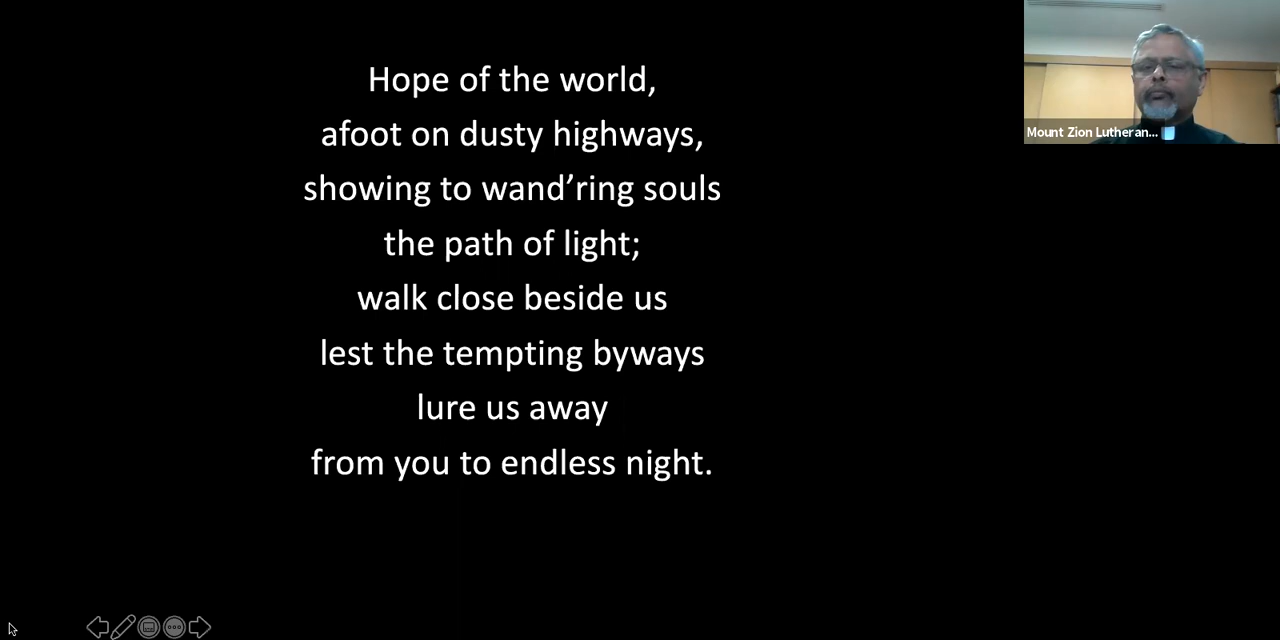 Hope of the world,
afoot on dusty highways,
showing to wand’ring souls
the path of light;
walk close beside us
lest the tempting byways
lure us away
from you to endless night.
Mount Zion Lutheran...